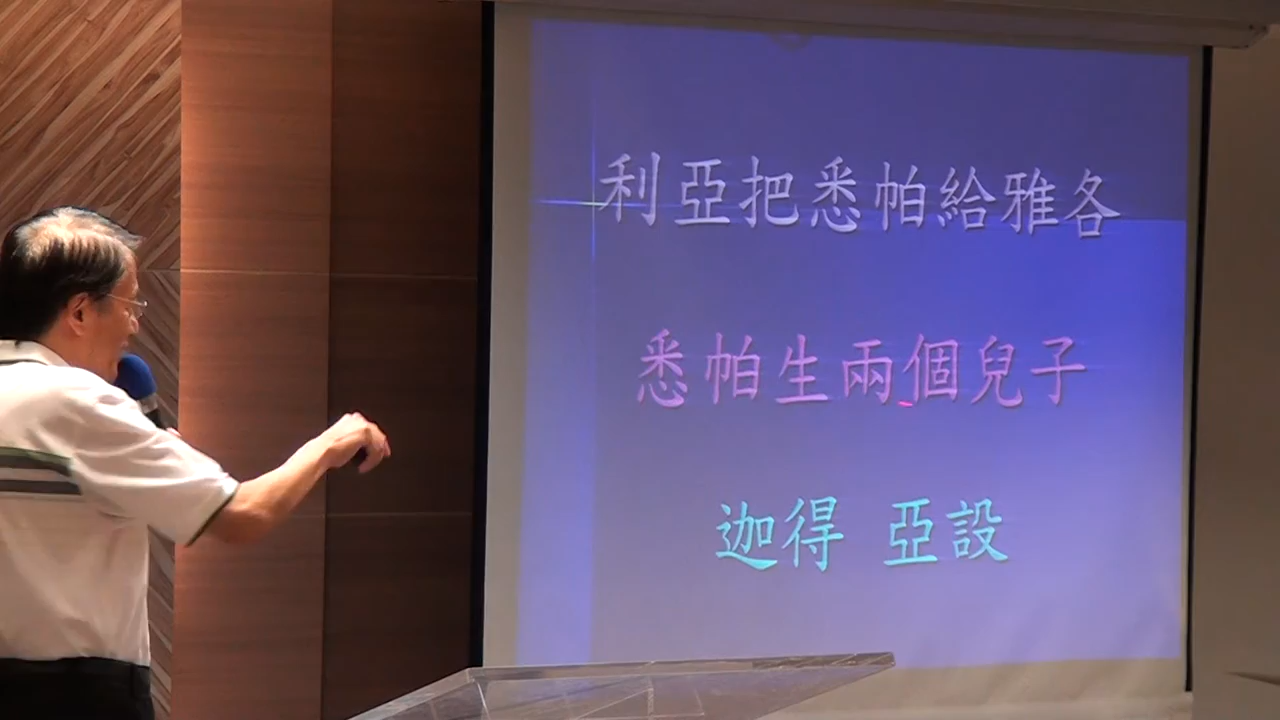 利亞把悉帕給雅各
悉帕生兩個兒子
迦得 亞設